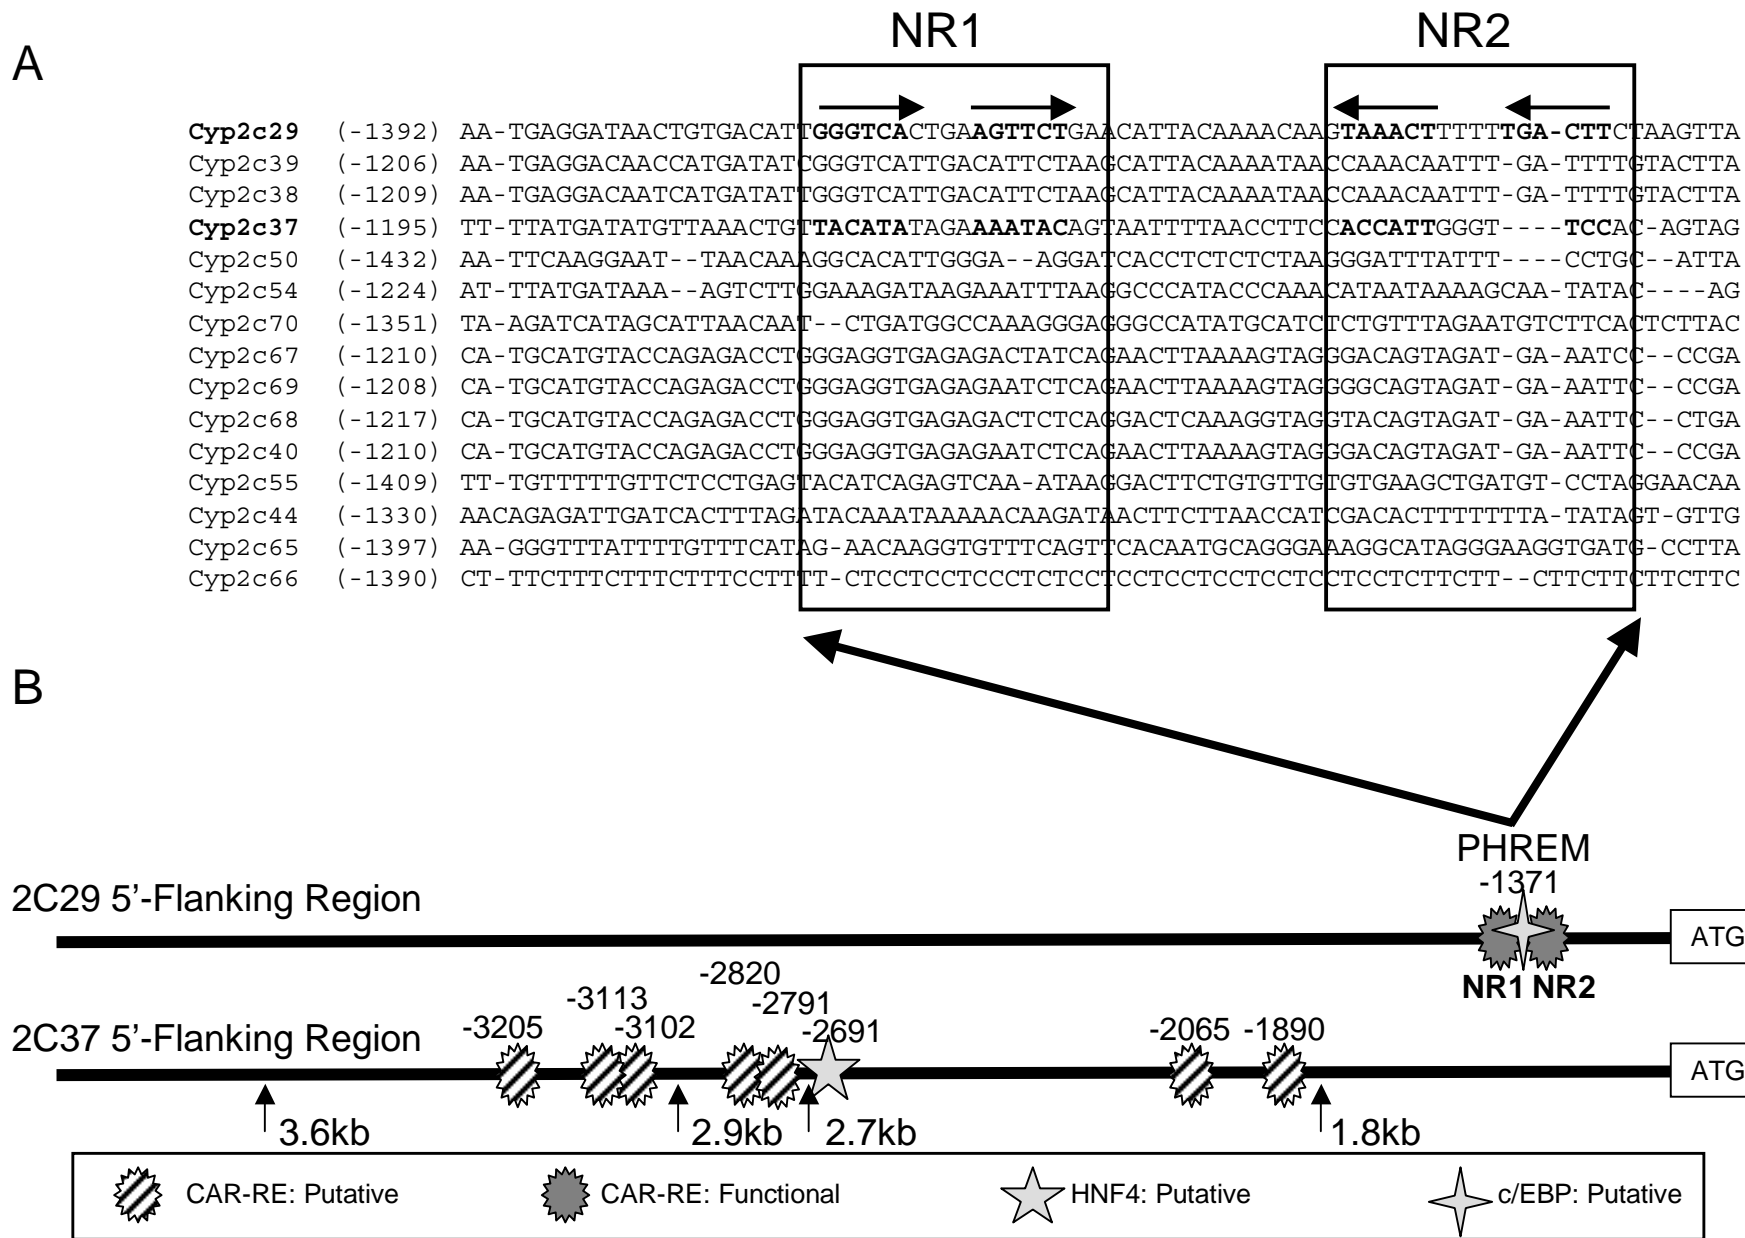 A
NR1 NR2
Cyp2c29 (-1392) AA-TGAGGATAACTGTGACATTGGGTCACTGAAGTTCTGAACATTACAAAACAAGTAAACTTTTTTGA-CTTCTAAGTTA
Cyp2c39 (-1206) AA-TGAGGACAACCATGATATCGGGTCATTGACATTCTAAGCATTACAAAATAACCAAACAATTT-GA-TTTTGTACTTA
Cyp2c38 (-1209) AA-TGAGGACAATCATGATATTGGGTCATTGACATTCTAAGCATTACAAAATAACCAAACAATTT-GA-TTTTGTACTTA
Cyp2c37 (-1195) TT-TTATGATATGTTAAACTGTTACATATAGAAAATACAGTAATTTTAACCTTCCACCATTGGGT----TCCAC-AGTAG
Cyp2c50 (-1432) AA-TTCAAGGAAT--TAACAAAGGCACATTGGGA--AGGATCACCTCTCTCTAAGGGATTTATTT----CCTGC--ATTA
Cyp2c54 (-1224) AT-TTATGATAAA--AGTCTTGGAAAGATAAGAAATTTAAGGCCCATACCCAAACATAATAAAAGCAA-TATAC----AG
Cyp2c70 (-1351) TA-AGATCATAGCATTAACAAT--CTGATGGCCAAAGGGAGGGCCATATGCATCTCTGTTTAGAATGTCTTCACTCTTAC
Cyp2c67 (-1210) CA-TGCATGTACCAGAGACCTGGGAGGTGAGAGACTATCAGAACTTAAAAGTAGGGACAGTAGAT-GA-AATCC--CCGA
Cyp2c69 (-1208) CA-TGCATGTACCAGAGACCTGGGAGGTGAGAGAATCTCAGAACTTAAAAGTAGGGGCAGTAGAT-GA-AATTC--CCGA
Cyp2c68 (-1217) CA-TGCATGTACCAGAGACCTGGGAGGTGAGAGACTCTCAGGACTCAAAGGTAGGTACAGTAGAT-GA-AATTC--CTGA
Cyp2c40 (-1210) CA-TGCATGTACCAGAGACCTGGGAGGTGAGAGAATCTCAGAACTTAAAAGTAGGGACAGTAGAT-GA-AATTC--CCGA
Cyp2c55 (-1409) TT-TGTTTTTGTTCTCCTGAGTACATCAGAGTCAA-ATAAGGACTTCTGTGTTGTGTGAAGCTGATGT-CCTAGGAACAA
Cyp2c44 (-1330) AACAGAGATTGATCACTTTAGATACAAATAAAAACAAGATAACTTCTTAACCATCGACACTTTTTTTA-TATAGT-GTTG
Cyp2c65 (-1397) AA-GGGTTTATTTTGTTTCATAG-AACAAGGTGTTTCAGTTCACAATGCAGGGAAAGGCATAGGGAAGGTGATG-CCTTA
Cyp2c66 (-1390) CT-TTCTTTCTTTCTTTCCTTTT-CTCCTCCTCCCTCTCCTCCTCCTCCTCCTCCTCCTCTTCTT--CTTCTTCTTCTTC
B
PHREM
-1371
2C29 5’-Flanking Region
ATG
NR1 NR2
-2820
-3113 -2791
-3205 -3102 -2691 -2065 -1890
2C37 5’-Flanking Region
ATG
3.6kb 2.9kb 2.7kb 1.8kb
CAR-RE: Putative CAR-RE: Functional HNF4: Putative c/EBP: Putative